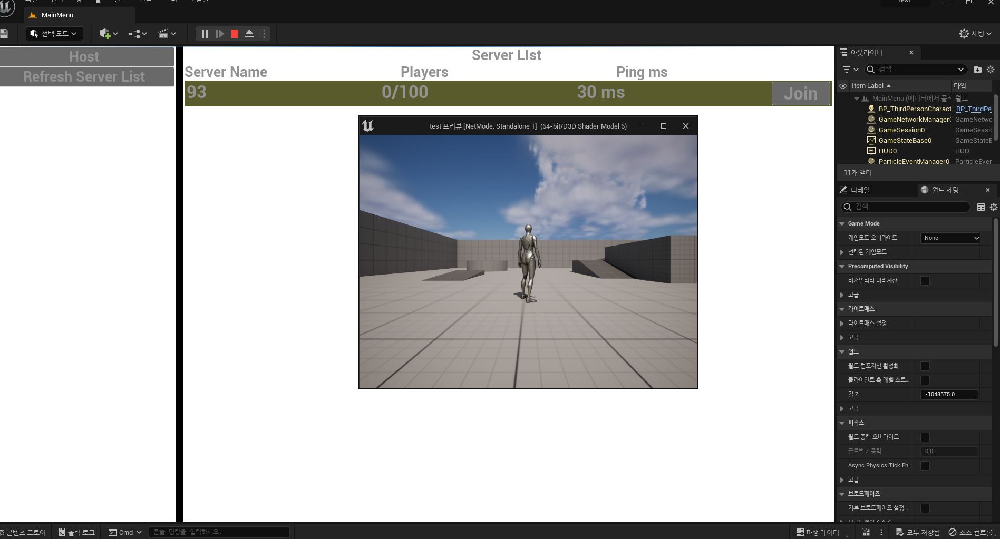 test
MainMenu
선택 모드
세팅
Host
Refresh Server List
Server LIst
Server Name Players Ping ms
93 0/100 30 ms Join
test 프리뷰 [NetMode: Standalone 1] (64-bit/D3D Shader Model 6)
아웃라이너
검색...
Item Label 타입
MainMenu (에디터에서 플레 월드
BP_ThirdPersonCharact BP_ThirdPe
GameNetworkManager0 GameNetwo
GameSession0 GameSessio
GameStateBase0 GameStateB
HUD0 HUD
ParticleEventManager0 ParticleEver
11개 액터
디테일 월드 세팅
검색
Game Mode
게임모드 오버라이드 None
선택된 게임모드
Precomputed Visibility
비저빌리티 미리계산
고급
라이트매스
라이트매스 설정
고급
월드
월드 컴포지션 활성화
클라이언트 측 레벨 스트...
킬 Z -1048575.0
고급
피직스
월드 중력 오버라이드
글로벌 Z 중력 0.0
Async Physics Tick En...
고급
브로드페이즈
기본 브로드페이즈 설정...
브로드페이즈 설정
콘텐츠 드로어 출력 로그 Cmd 콘솔 명령을 입력하세요. 파생 데이터 모두 저장됨 소스 컨트롤